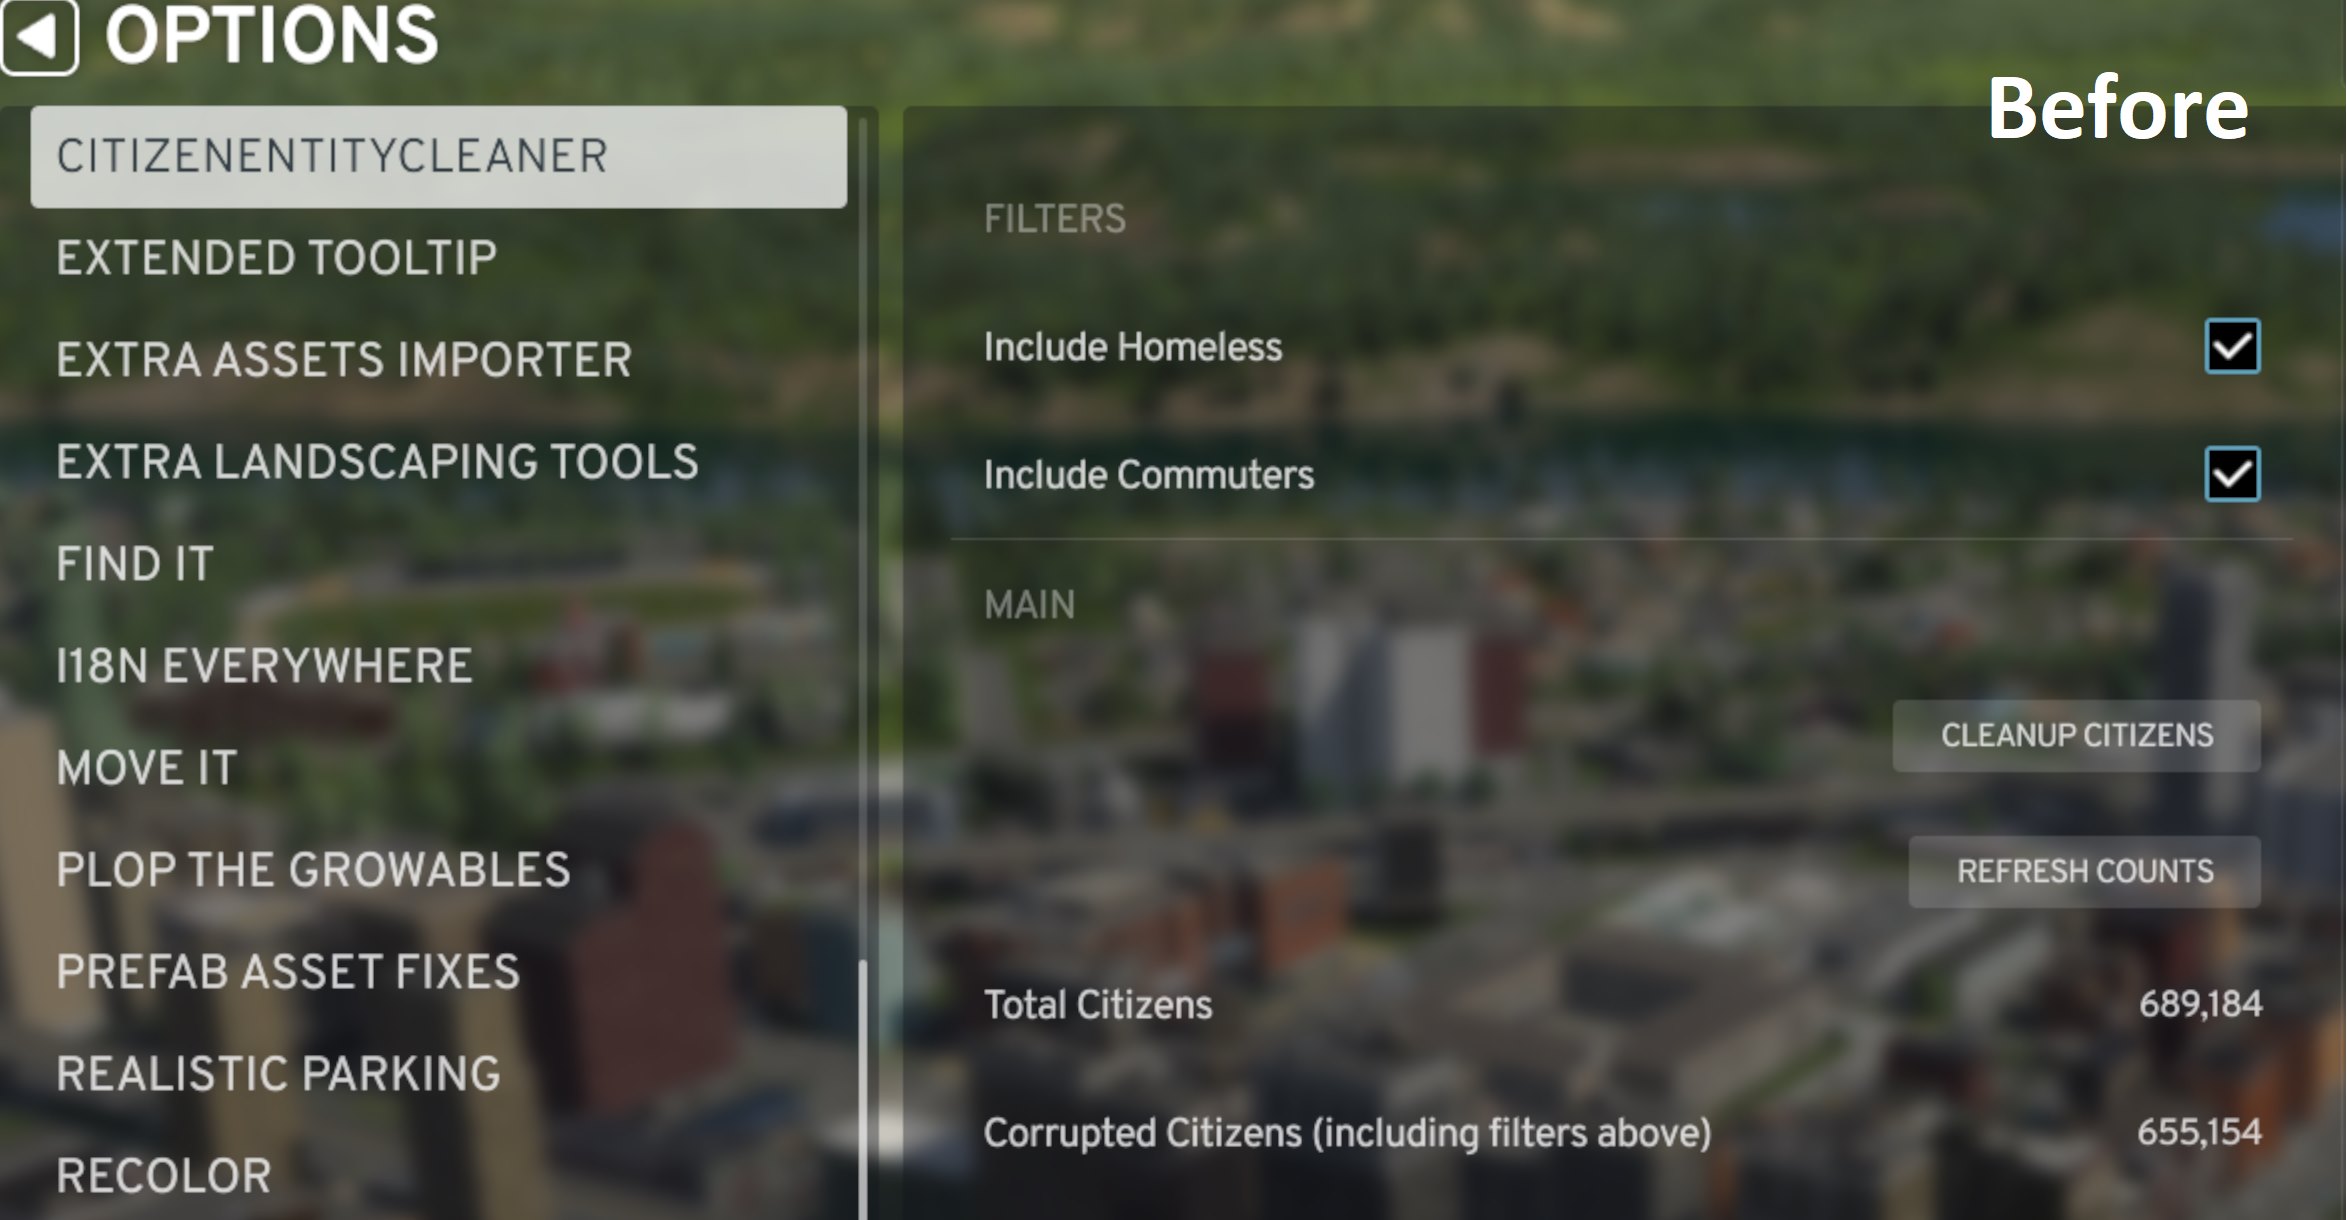 OPTIONS
Before
CITIZENENTITYCLEANER
EXTENDED TOOLTIP
EXTRA ASSETS IMPORTER
EXTRA LANDSCAPING TOOLS
FIND IT
I18N EVERYWHERE
MOVE IT
PLOP THE GROWABLES
PREFAB ASSET FIXES
REALISTIC PARKING
RECOLOR
FILTERS
Include Homeless
Include Commuters
MAIN
CLEANUP CITIZENS
REFRESH COUNTS
Total Citizens 689,184
Corrupted Citizens (including filters above) 655,154